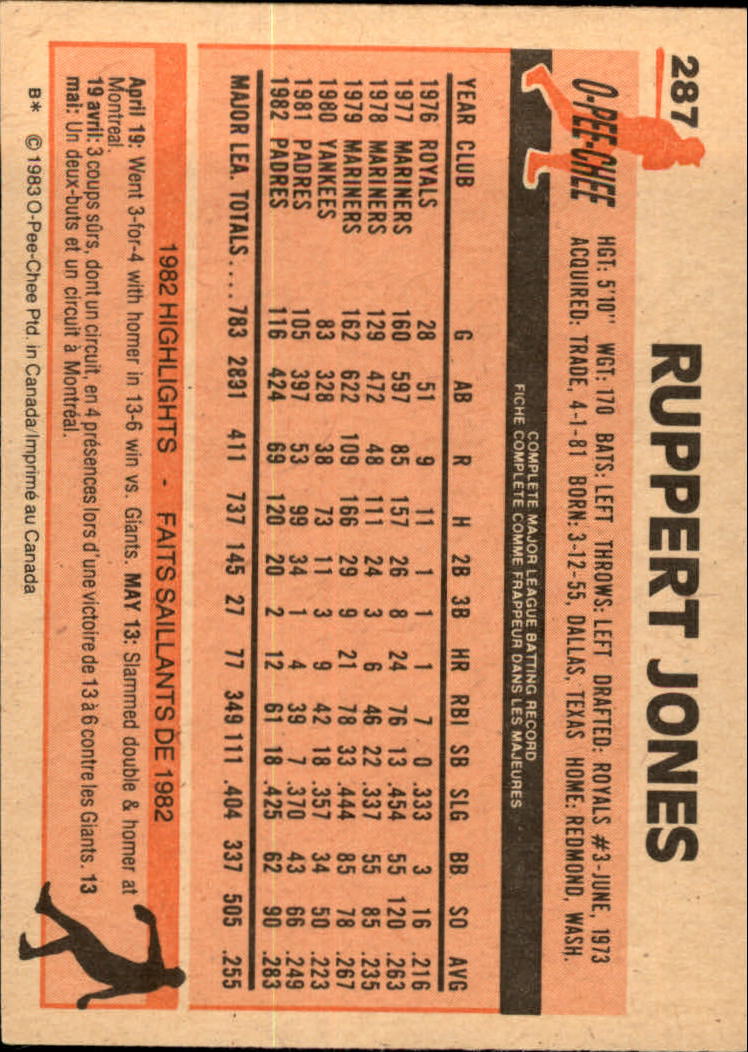 287
RUPPERT JONES
O-PEE-CHEE
HGT: 5'10" WGT: 170 BATS: LEFT THROWS: LEFT DRAFTED: ROYALS #3-JUNE, 1973
ACQUIRED: TRADE, 4-1-81 BORN: 3-12-55, DALLAS, TEXAS HOME: REDMOND, WASH.
COMPLETE MAJOR LEAGUE BATTING RECORD
FICHE COMPLETE COMME FRAPPEUR DANS LES MAJEURES
YEAR CLUB G AB R H 2B 3B HR RBI SB SLG BB SO AVG
1976 ROYALS 28 51 9 11 1 1 1 7 0 .333 3 16 .216
1977 MARINERS 160 597 85 157 26 8 24 76 13 .454 55 120 .263
1978 MARINERS 129 472 48 111 24 3 6 46 22 .337 55 85 .235
1979 MARINERS 162 622 109 166 29 9 21 78 33 .444 85 78 .267
1980 YANKEES 83 328 38 73 11 3 9 42 18 .357 34 50 .223
1981 PADRES 105 397 53 99 34 1 4 39 7 .370 43 66 .249
1982 PADRES 116 424 69 120 20 2 12 61 18 .425 62 90 .283
MAJOR LEA. TOTALS.... 783 2891 411 737 145 27 77 349 111 .404 337 505 .255
1982 HIGHLIGHTS - FAITS SAILLANTS DE 1982
April 19: Went 3-for-4 with homer in 13-6 win vs. Giants. MAY 13: Slammed double & homer at
Montreal.
19 avril: 3 coups sûrs, dont un circuit, en 4 présences lors d'une victoire de 13 à 6 contre les Giants. 13
mai: Un deux-buts et un circuit à Montréal.
B* © 1983 O-Pee-Chee Ptd. in Canada/Imprimé au Canada